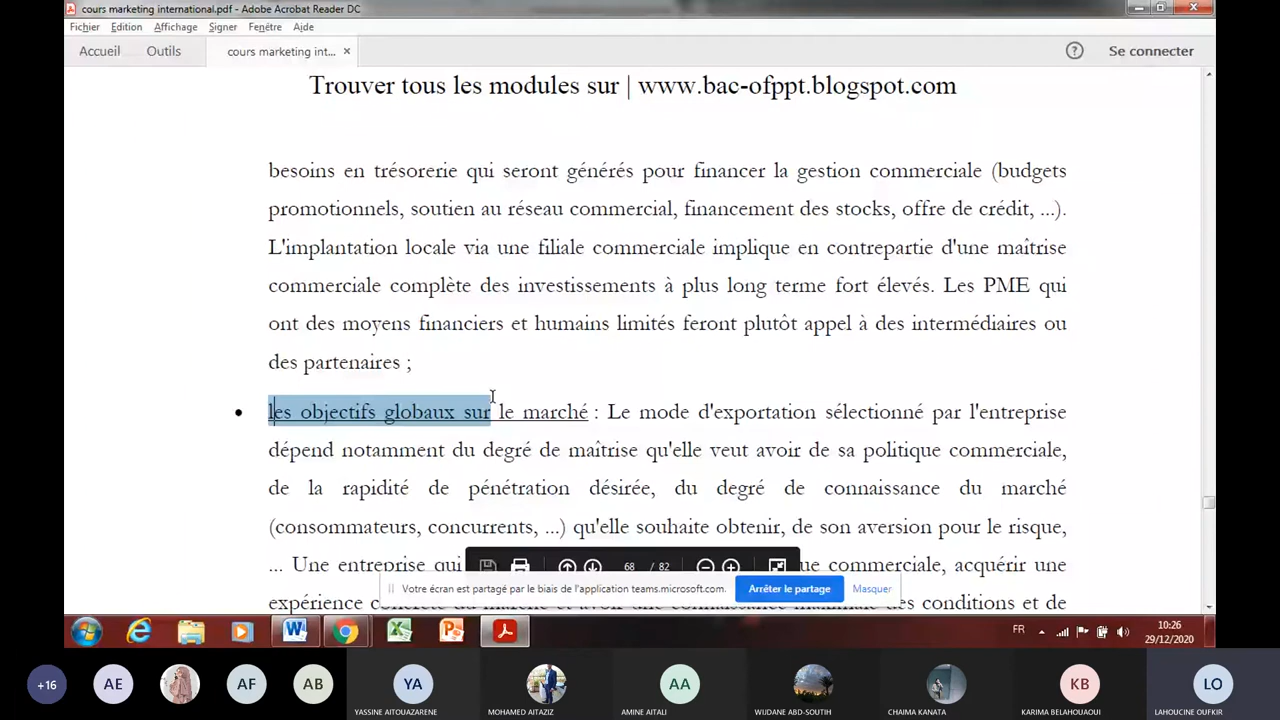 cours marketing international.pdf - Adobe Acrobat Reader DC
Fichier Edition Affichage Signer Fenêtre Aide
Accueil Outils cours marketing int... × ? Se connecter
Trouver tous les modules sur | www.bac-ofppt.blogspot.com
besoins en trésorerie qui seront générés pour financer la gestion commerciale (budgets
promotionnels, soutien au réseau commercial, financement des stocks, offre de crédit, ...).
L'implantation locale via une filiale commerciale implique en contrepartie d'une maîtrise
commerciale complète des investissements à plus long terme fort élevés. Les PME qui
ont des moyens financiers et humains limités feront plutôt appel à des intermédiaires ou
des partenaires ;
• les objectifs globaux sur le marché : Le mode d'exportation sélectionné par l'entreprise
dépend notamment du degré de maîtrise qu'elle veut avoir de sa politique commerciale,
de la rapidité de pénétration désirée, du degré de connaissance du marché
(consommateurs, concurrents, ...) qu'elle souhaite obtenir, de son aversion pour le risque,
... Une entreprise qui ue commerciale, acquérir une
68 / 82
Votre écran est partagé par le biais de l'application teams.microsoft.com. Arrêter le partage Masquer
des conditions et de
FR 10:26
29/12/2020
+16 AE AF AB YA AA KB LO
YASSINE AITOUAZARENE MOHAMED AITAZIZ AMINE AITALI WIJDANE ABD-SOUTIH CHAIMA KANATA KARIMA BELAHOUAOUI LAHOUCINE OUFKIR